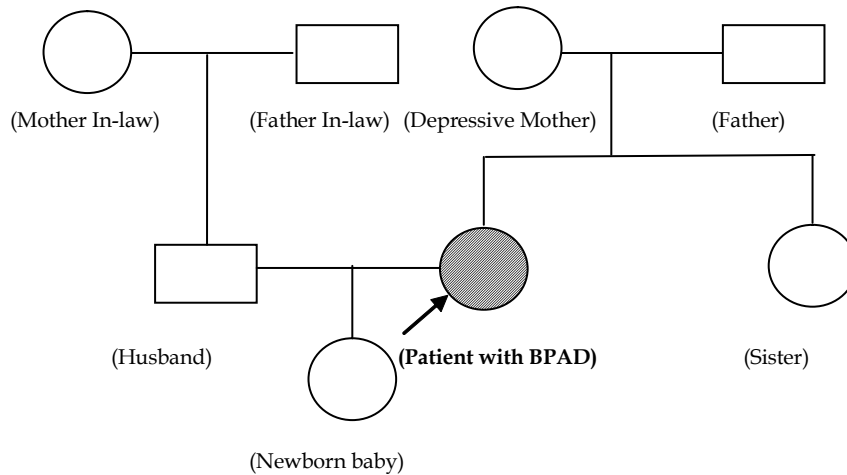 (Mother In-law)
(Father In-law)
(Depressive Mother)
(Father)
(Husband)
(Patient with BPAD)
(Sister)
(Newborn baby)